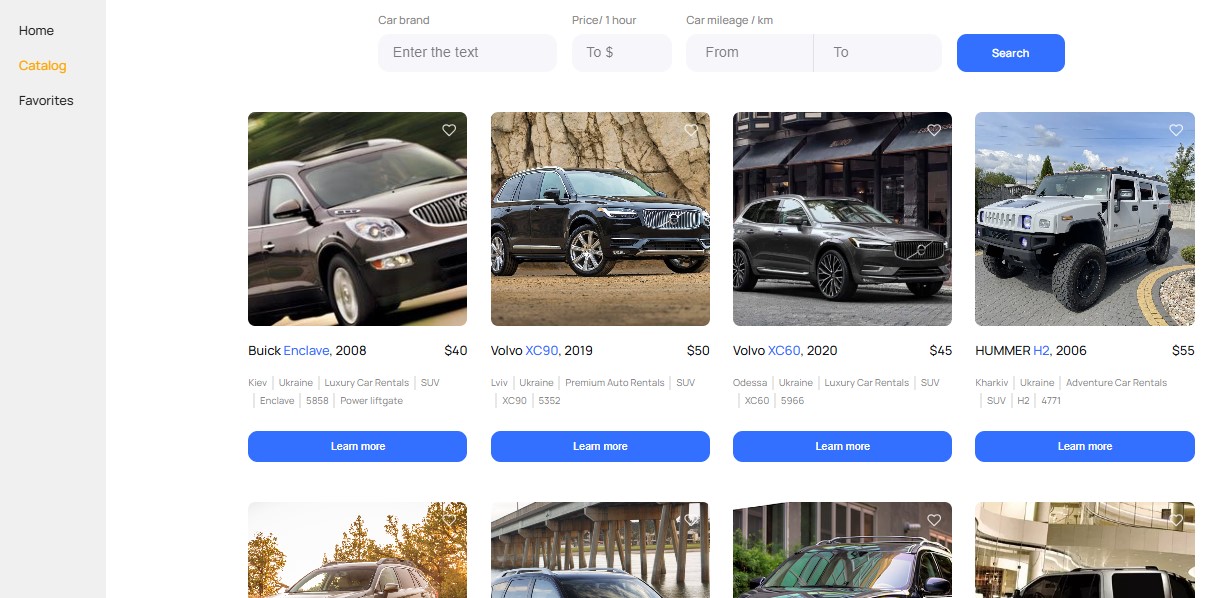 Home
Catalog
Favorites
Car brand
Price/ 1 hour
Car mileage / km
Enter the text
To $
From
To
Search
Buick Enclave, 2008
$40
Kiev | Ukraine | Luxury Car Rentals | SUV
| Enclave | 5858 | Power liftgate
Learn more
Volvo XC90, 2019
$50
Lviv | Ukraine | Premium Auto Rentals | SUV
| XC90 | 5352
Learn more
Volvo XC60, 2020
$45
Odessa | Ukraine | Luxury Car Rentals | SUV
| XC60 | 5966
Learn more
HUMMER H2, 2006
$55
Kharkiv | Ukraine | Adventure Car Rentals
| SUV | H2 | 4771
Learn more